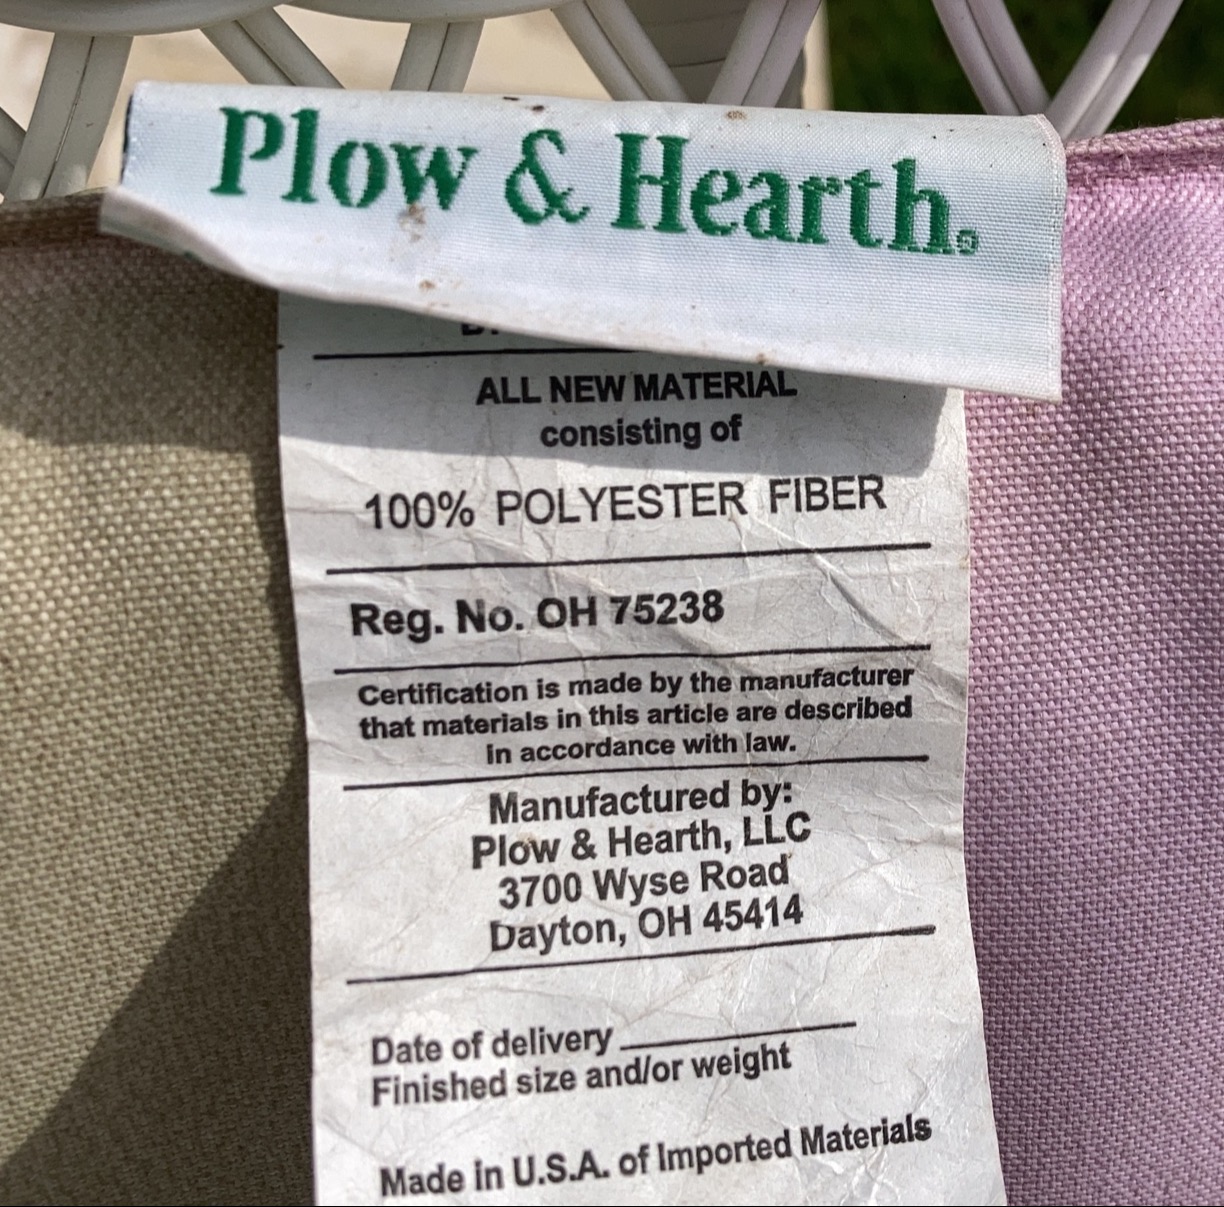 Plow & Hearth®
ALL NEW MATERIAL
consisting of
100% POLYESTER FIBER
Reg. No. OH 75238
Certification is made by the manufacturer
that materials in this article are described
in accordance with law.
Manufactured by:
Plow & Hearth, LLC
3700 Wyse Road
Dayton, OH 45414
Date of delivery
Finished size and/or weight
Made in U.S.A. of Imported Materials